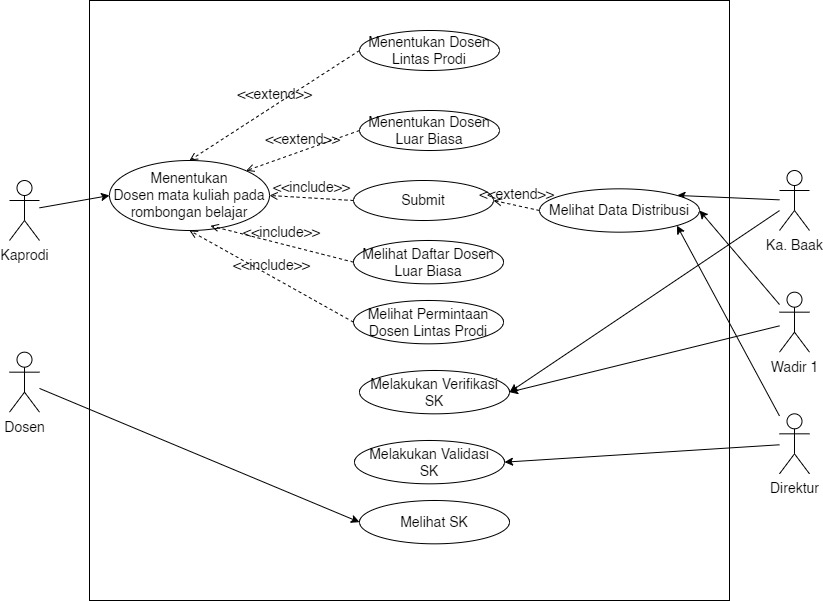 Menentukan Dosen
Lintas Prodi
<<extend>>
Menentukan Dosen
Luar Biasa
<<extend>>
Menentukan
Dosen mata kuliah pada
rombongan belajar
<<include>>
Submit
<<extend>>
Melihat Data Distribusi
Kaprodi
Ka. Baak
<<include>>
Melihat Daftar Dosen
Luar Biasa
<<include>>
Melihat Permintaan
Dosen Lintas Prodi
Wadir 1
Melakukan Verifikasi
SK
Dosen
Melakukan Validasi
SK
Direktur
Melihat SK